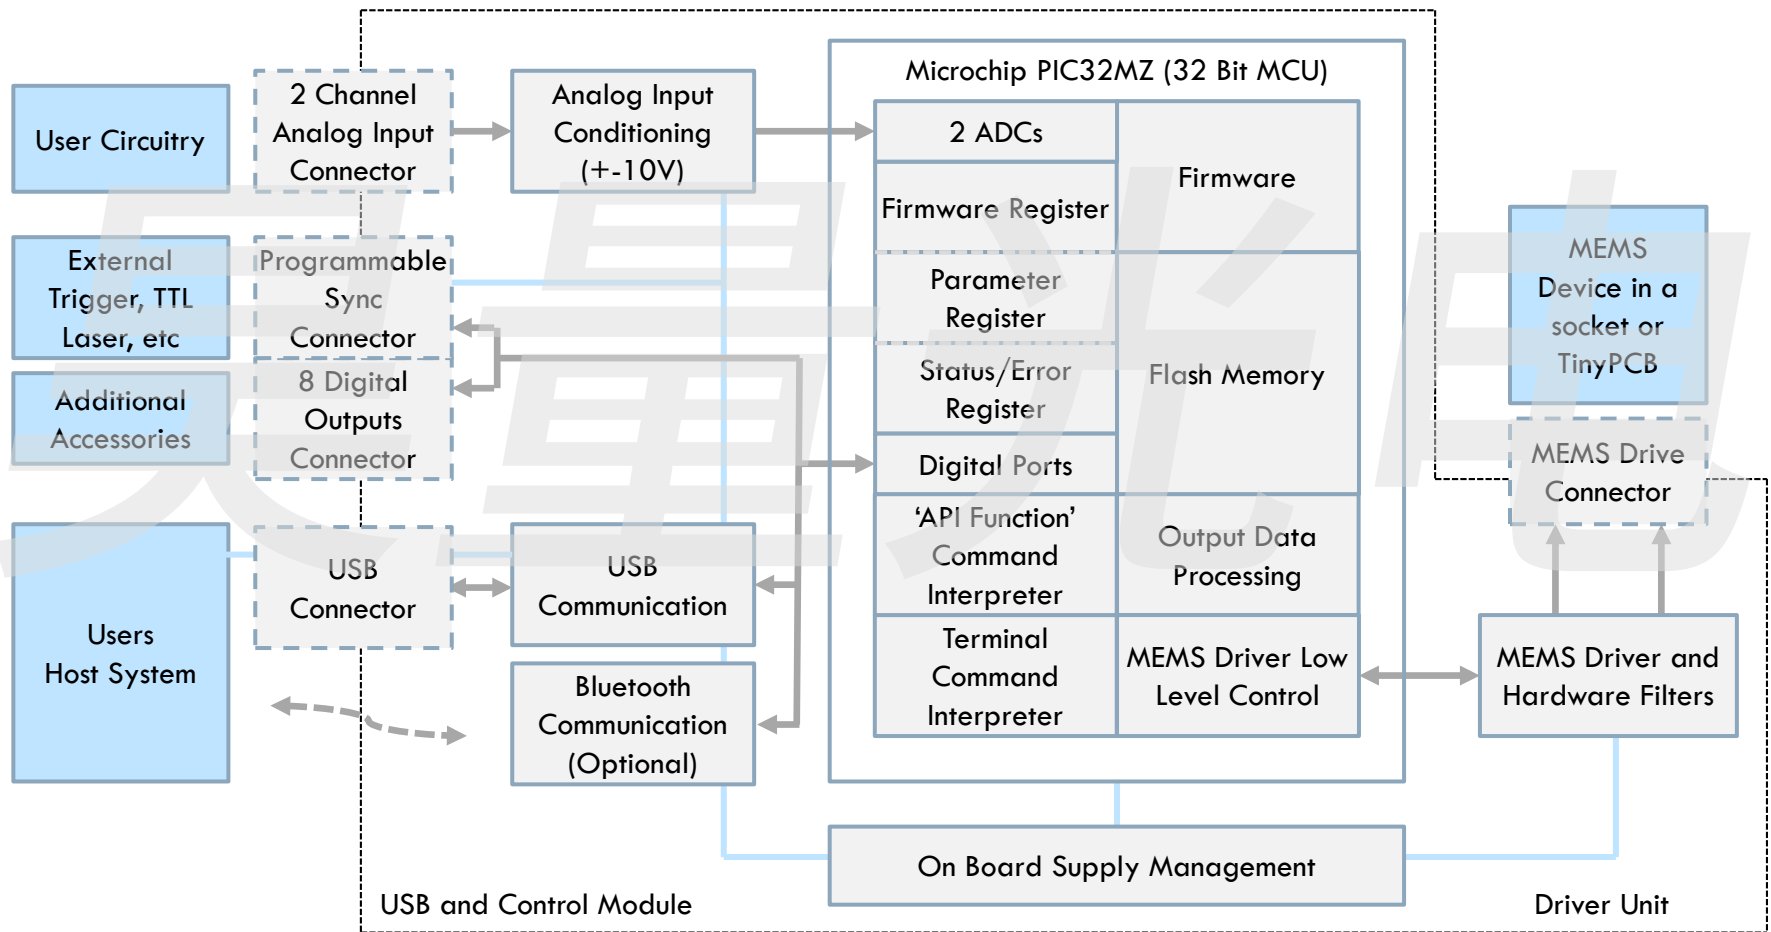 Microchip PIC32MZ (32 Bit MCU)
User Circuitry
2 Channel
Analog Input
Connector
Analog Input
Conditioning
(+-10V)
2 ADCs
Firmware
Firmware Register
External
Trigger, TTL
Laser, etc
Programmable
Sync
Connector
Parameter
Register
MEMS
Device in a
socket or
TinyPCB
Additional
Accessories
8 Digital
Outputs
Connector
Status/Error
Register
Flash Memory
Digital Ports
MEMS Drive
Connector
Users
Host System
USB
Connector
USB
Communication
‘API Function’
Command
Interpreter
Output Data
Processing
Bluetooth
Communication
(Optional)
Terminal
Command
Interpreter
MEMS Driver Low
Level Control
MEMS Driver and
Hardware Filters
On Board Supply Management
USB and Control Module
Driver Unit
昊量光电